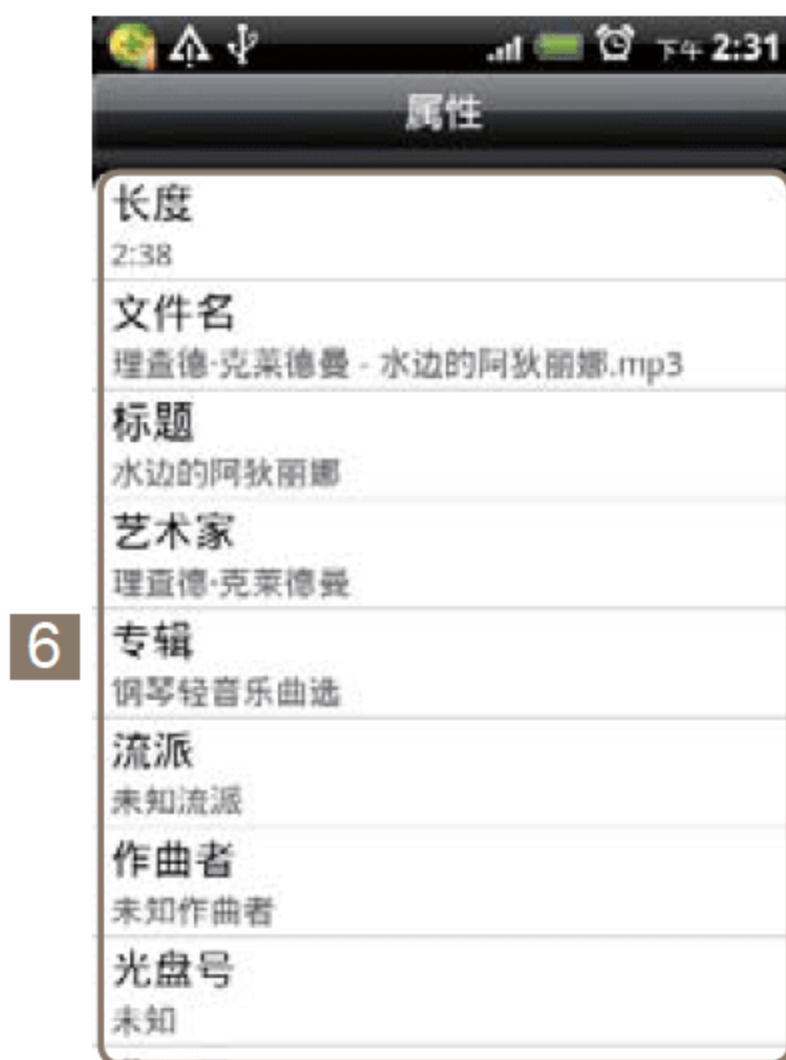 下午 2:31
属性
长度
2:38
文件名
理查德·克莱德曼 - 水边的阿狄丽娜.mp3
标题
水边的阿狄丽娜
艺术家
理查德·克莱德曼
6
专辑
钢琴轻音乐曲选
流派
未知流派
作曲者
未知作曲者
光盘号
未知